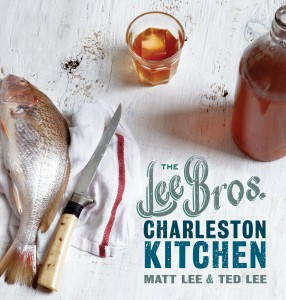 THE
Lee Bros.
CHARLESTON
KITCHEN
MATT LEE & TED LEE